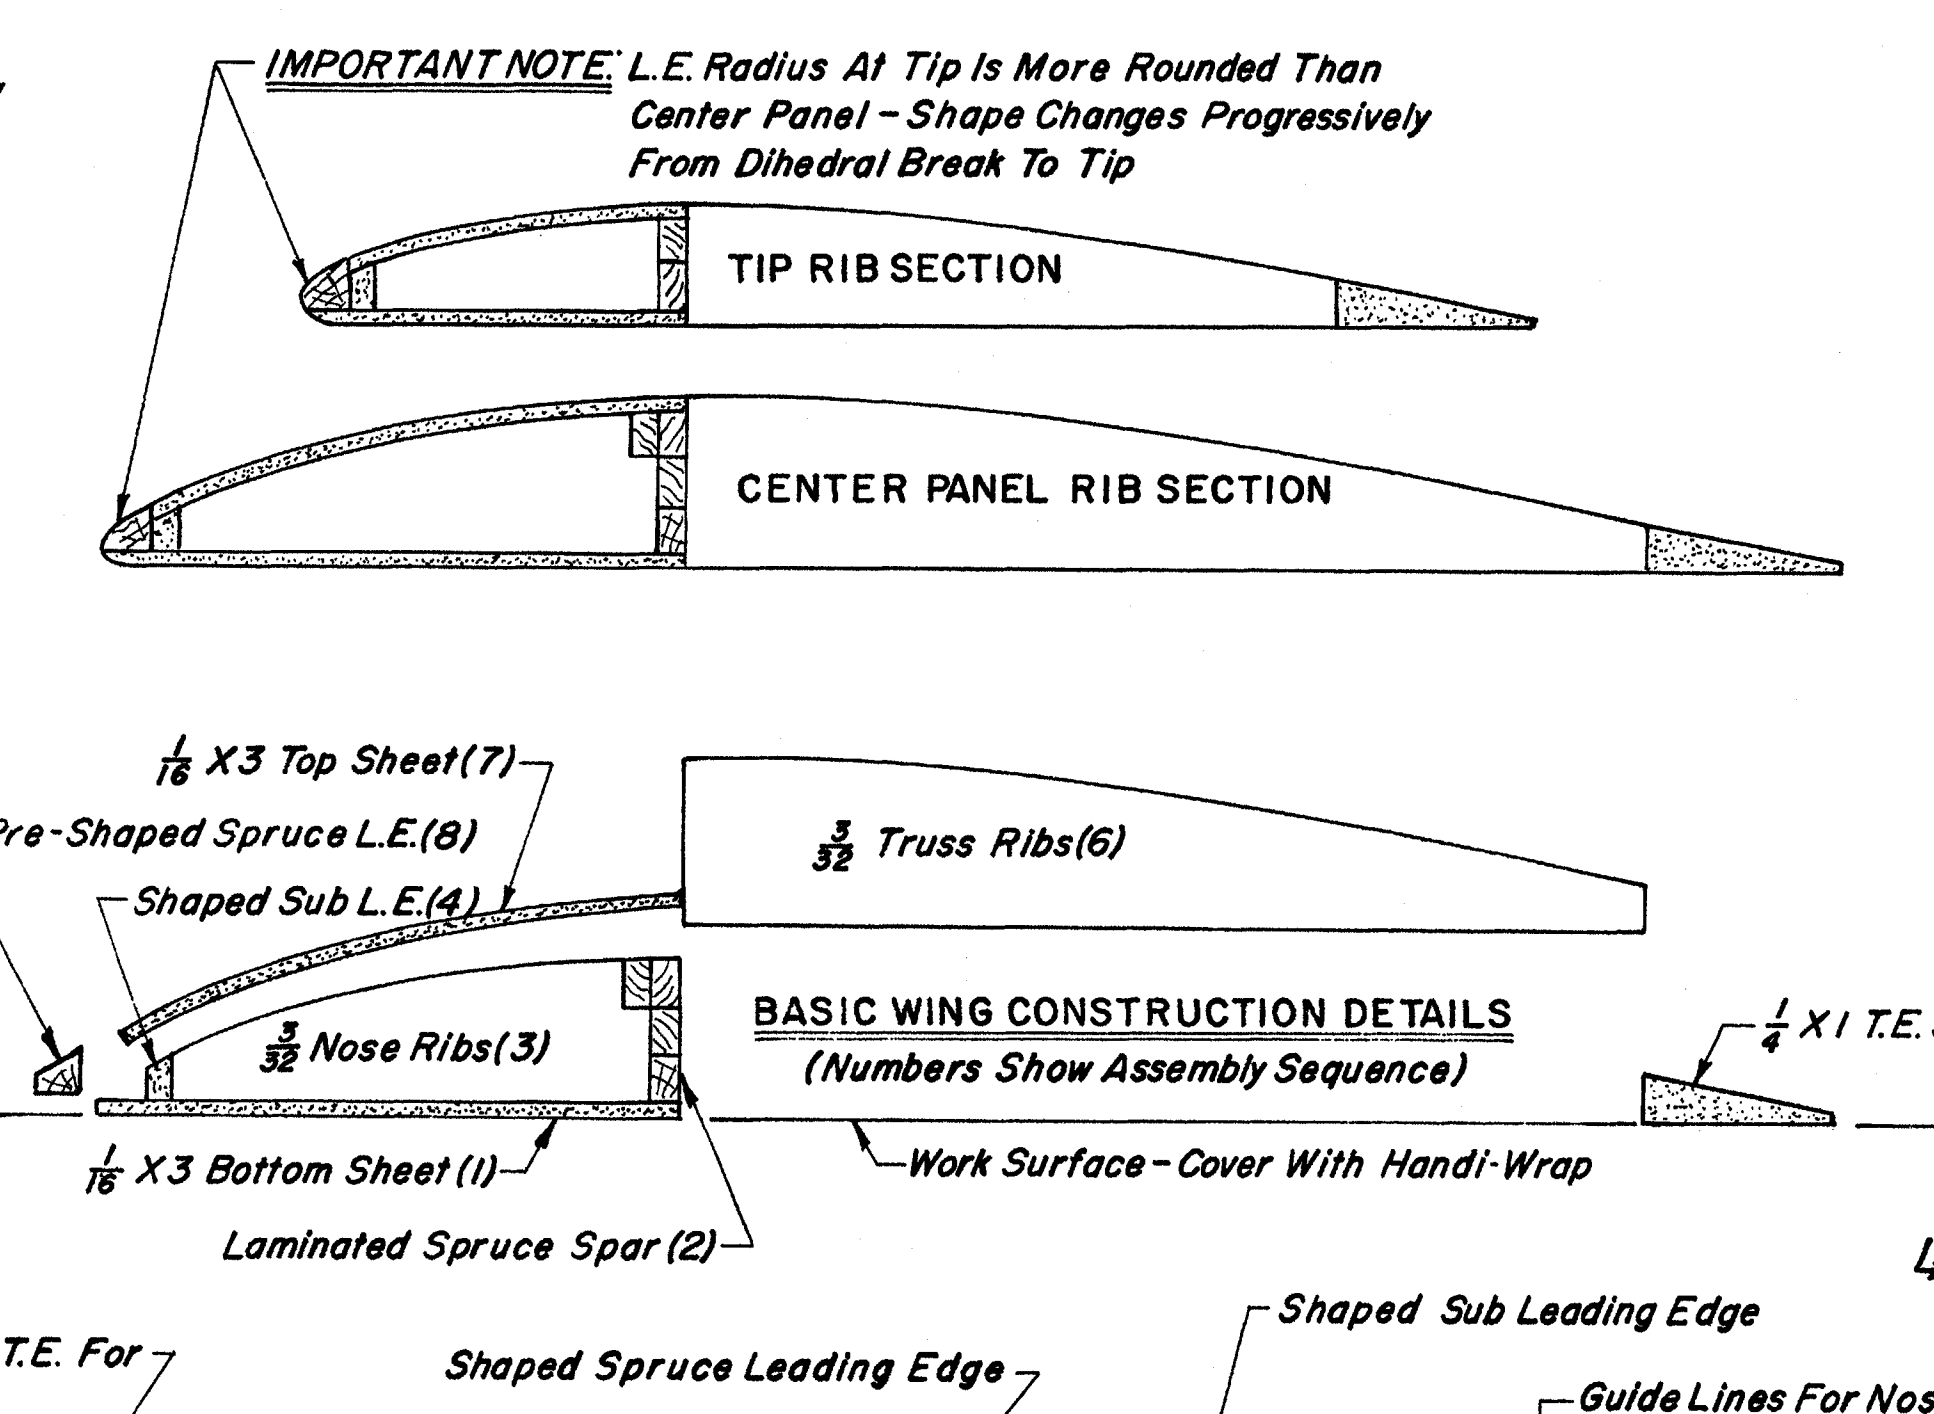 IMPORTANT NOTE: L.E. Radius At Tip Is More Rounded Than
Center Panel - Shape Changes Progressively
From Dihedral Break To Tip
TIP RIB SECTION
CENTER PANEL RIB SECTION
1/16 X 3 Top Sheet (7)
Pre-Shaped Spruce L.E. (8)
3/32 Truss Ribs (6)
Shaped Sub L.E. (4)
BASIC WING CONSTRUCTION DETAILS
(Numbers Show Assembly Sequence)
1/4 X 1 T.E.
3/32 Nose Ribs (3)
1/16 X 3 Bottom Sheet (1)
Work Surface - Cover With Handi-Wrap
Laminated Spruce Spar (2)
Shaped Sub Leading Edge
T.E. For
Shaped Spruce Leading Edge
Guide Lines For Nos